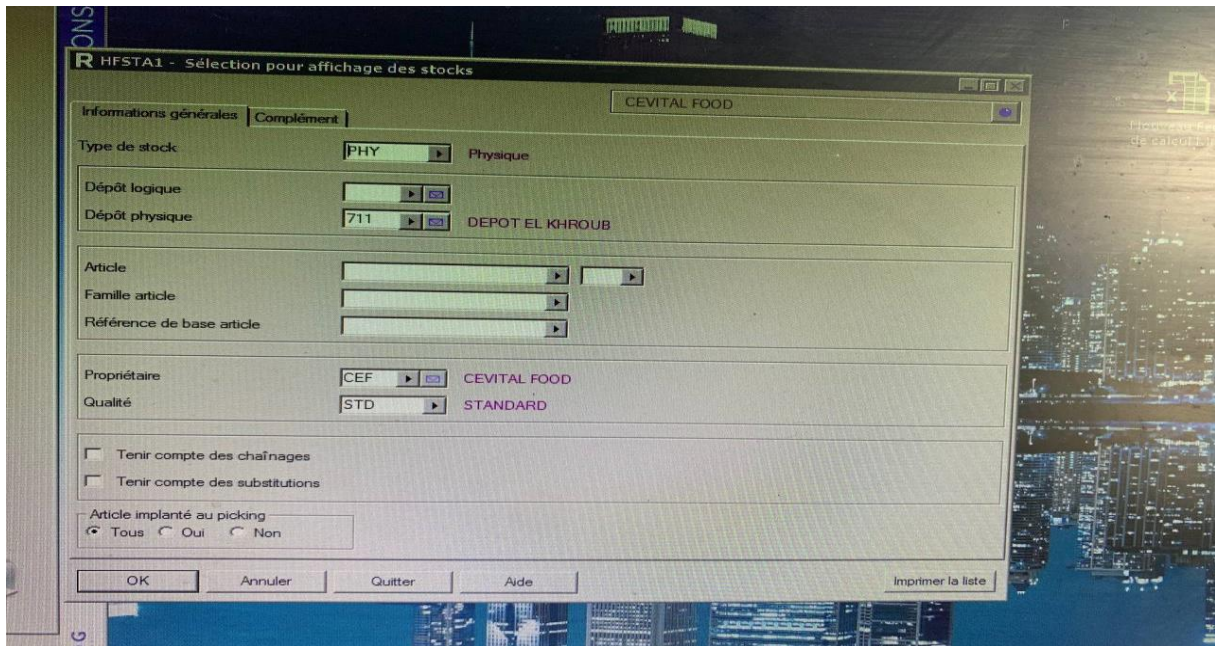 ONS
R HFSTA1 - Sélection pour affichage des stocks
CEVITAL FOOD
Informations générales Complément
Type de stock PHY Physique
Dépôt logique
Dépôt physique 711 DEPOT EL KHROUB
Article
Famille article
Référence de base article
Propriétaire CEF CEVITAL FOOD
Qualité STD STANDARD
Tenir compte des chaînages
Tenir compte des substitutions
Article implanté au picking
Tous Oui Non
OK Annuler Quitter Aide Imprimer la liste
G